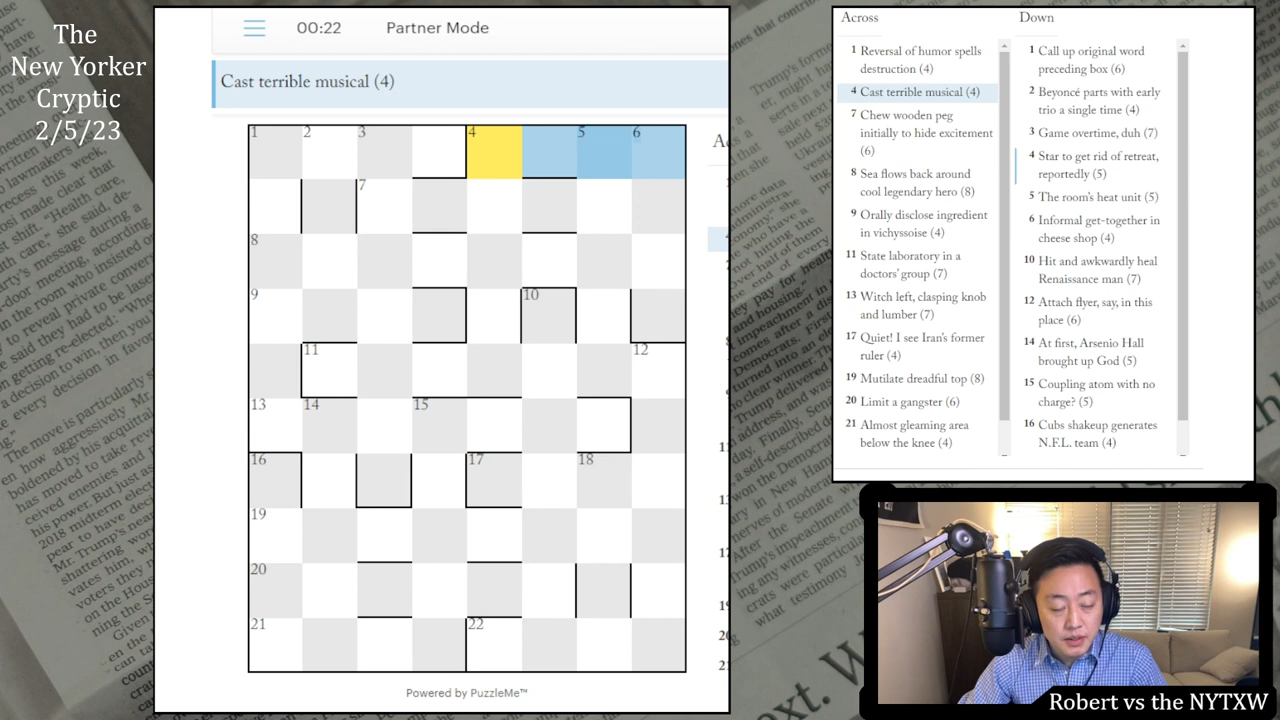 The
New Yorker
Cryptic
2/5/23
00:22
Partner Mode
Cast terrible musical (4)
1 2 3 4 5 6
7
8
9 10
11 12
13 14 15
16 17 18
19
20
21 22
Powered by PuzzleMe™
Across
1 Reversal of humor spells
destruction (4)
4 Cast terrible musical (4)
7 Chew wooden peg
initially to hide excitement
(6)
8 Sea flows back around
cool legendary hero (8)
9 Orally disclose ingredient
in vichyssoise (4)
11 State laboratory in a
doctors' group (7)
13 Witch left, clasping knob
and lumber (7)
17 Quiet! I see Iran's former
ruler (4)
19 Mutilate dreadful top (8)
20 Limit a gangster (6)
21 Almost gleaming area
below the knee (4)
Down
1 Call up original word
preceding box (6)
2 Beyoncé parts with early
trio a single time (4)
3 Game overtime, duh (7)
4 Star to get rid of retreat,
reportedly (5)
5 The room's heat unit (5)
6 Informal get-together in
cheese shop (4)
10 Hit and awkwardly heal
Renaissance man (7)
12 Attach flyer, say, in this
place (6)
14 At first, Arsenio Hall
brought up God (5)
15 Coupling atom with no
charge? (5)
16 Cubs shakeup generates
N.F.L. team (4)
Robert vs the NYTXW